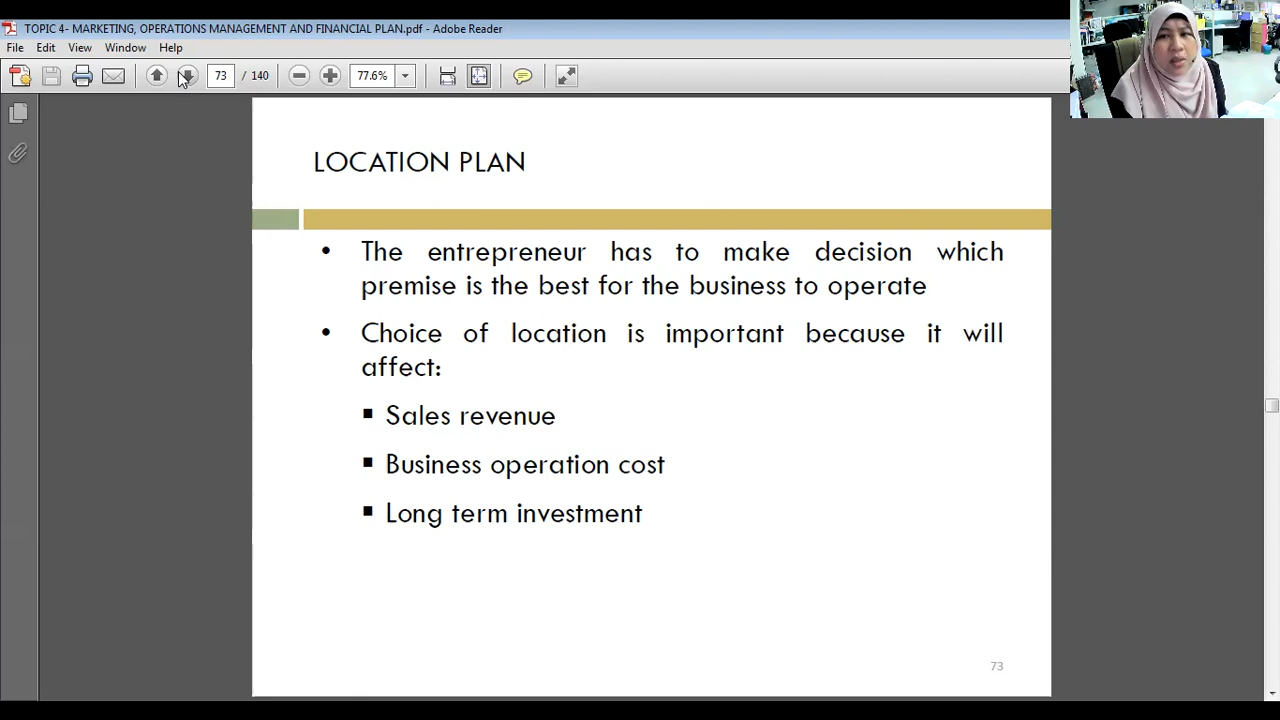 TOPIC 4- MARKETING, OPERATIONS MANAGEMENT AND FINANCIAL PLAN.pdf - Adobe Reader
File Edit View Window Help
73 / 140 77.6%
LOCATION PLAN
• The entrepreneur has to make decision which
premise is the best for the business to operate
• Choice of location is important because it will
affect:
▪ Sales revenue
▪ Business operation cost
▪ Long term investment
73